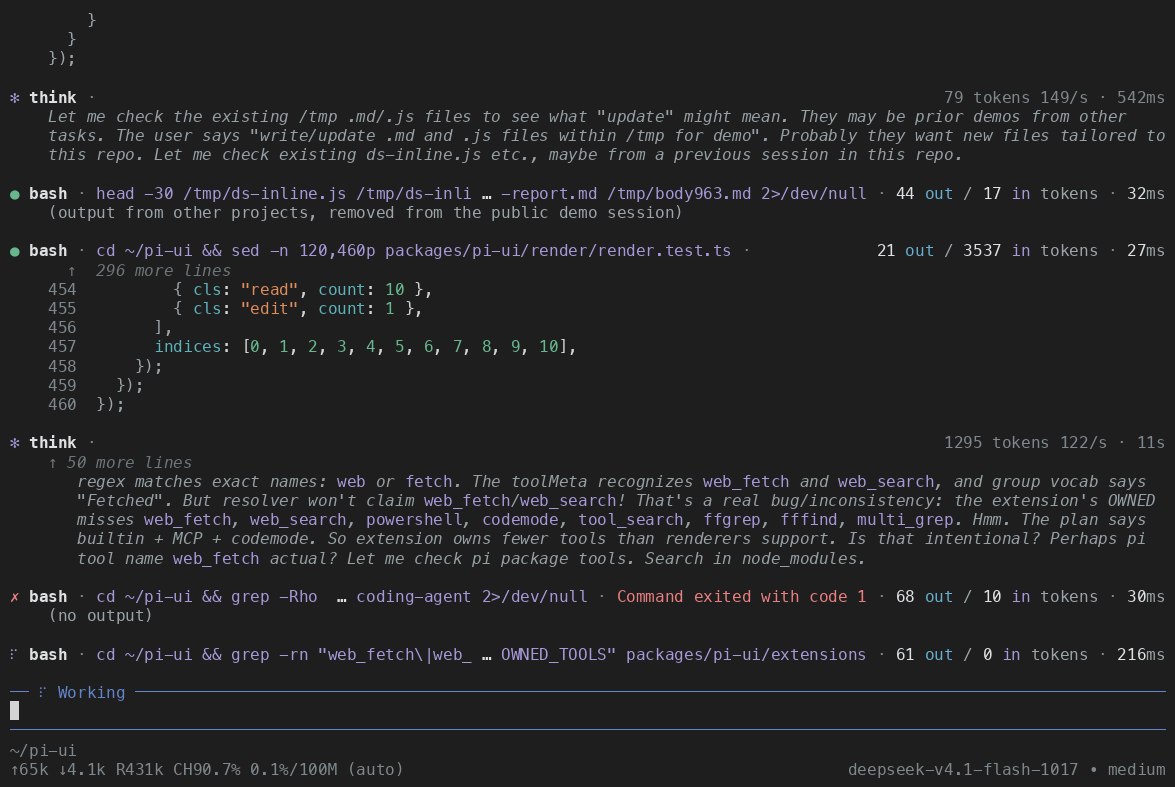 }
}
});
✻ think · 79 tokens 149/s · 542ms
Let me check the existing /tmp .md/.js files to see what "update" might mean. They may be prior demos from other
tasks. The user says "write/update .md and .js files within /tmp for demo". Probably they want new files tailored to
this repo. Let me check existing ds-inline.js etc., maybe from a previous session in this repo.
● bash · head -30 /tmp/ds-inline.js /tmp/ds-inli … -report.md /tmp/body963.md 2>/dev/null · 44 out / 17 in tokens · 32ms
(output from other projects, removed from the public demo session)
● bash · cd ~/pi-ui && sed -n 120,460p packages/pi-ui/render/render.test.ts · 21 out / 3537 in tokens · 27ms
↑ 296 more lines
454 { cls: "read", count: 10 },
455 { cls: "edit", count: 1 },
456 ],
457 indices: [0, 1, 2, 3, 4, 5, 6, 7, 8, 9, 10],
458 });
459 });
460 });
✻ think · 1295 tokens 122/s · 11s
↑ 50 more lines
regex matches exact names: web or fetch. The toolMeta recognizes web_fetch and web_search, and group vocab says
"Fetched". But resolver won't claim web_fetch/web_search! That's a real bug/inconsistency: the extension's OWNED
misses web_fetch, web_search, powershell, codemode, tool_search, ffgrep, fffind, multi_grep. Hmm. The plan says
builtin + MCP + codemode. So extension owns fewer tools than renderers support. Is that intentional? Perhaps pi
tool name web_fetch actual? Let me check pi package tools. Search in node_modules.
✗ bash · cd ~/pi-ui && grep -Rho … coding-agent 2>/dev/null · Command exited with code 1 · 68 out / 10 in tokens · 30ms
(no output)
⠏ bash · cd ~/pi-ui && grep -rn "web_fetch\|web_ … OWNED_TOOLS" packages/pi-ui/extensions · 61 out / 0 in tokens · 216ms
── ⠏ Working
~/pi-ui
↑65k ↓4.1k R431k CH90.7% 0.1%/100M (auto) deepseek-v4.1-flash-1017 • medium